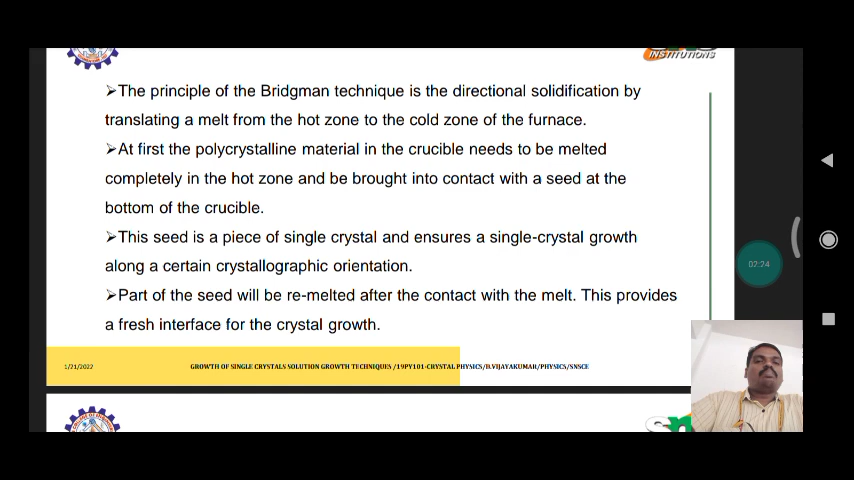 INSTITUTIONS
➢The principle of the Bridgman technique is the directional solidification by
translating a melt from the hot zone to the cold zone of the furnace.
➢At first the polycrystalline material in the crucible needs to be melted
completely in the hot zone and be brought into contact with a seed at the
bottom of the crucible.
➢This seed is a piece of single crystal and ensures a single-crystal growth
along a certain crystallographic orientation.
➢Part of the seed will be re-melted after the contact with the melt. This provides
a fresh interface for the crystal growth.
02:24
1/21/2022
GROWTH OF SINGLE CRYSTALS SOLUTION GROWTH TECHNIQUES /19PY101-CRYSTAL PHYSICS/B.VIJAYAKUMAR/PHYSICS/SNSCE